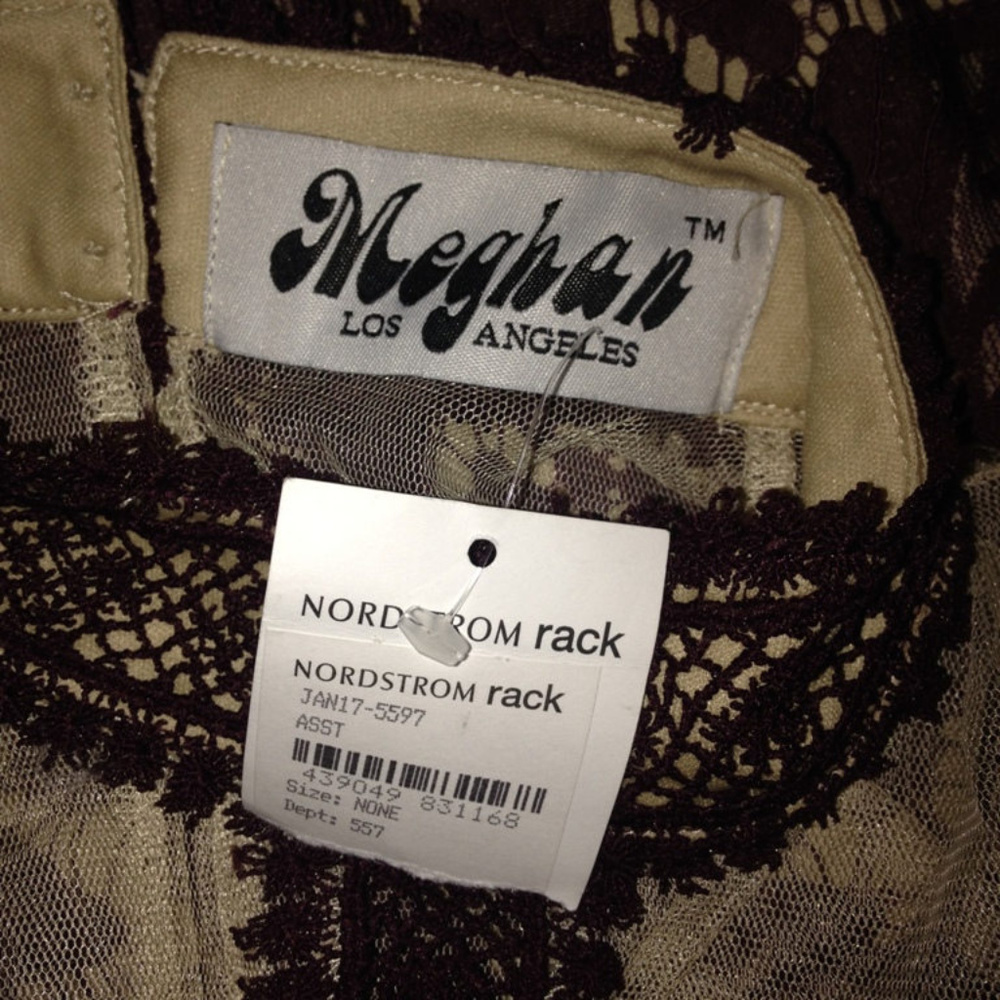 Meghan™
LOS ANGELES
NORDSTROM rack
NORDSTROM rack
JAN17-5597
ASST
439049 831168
Size: NONE
Dept: 557